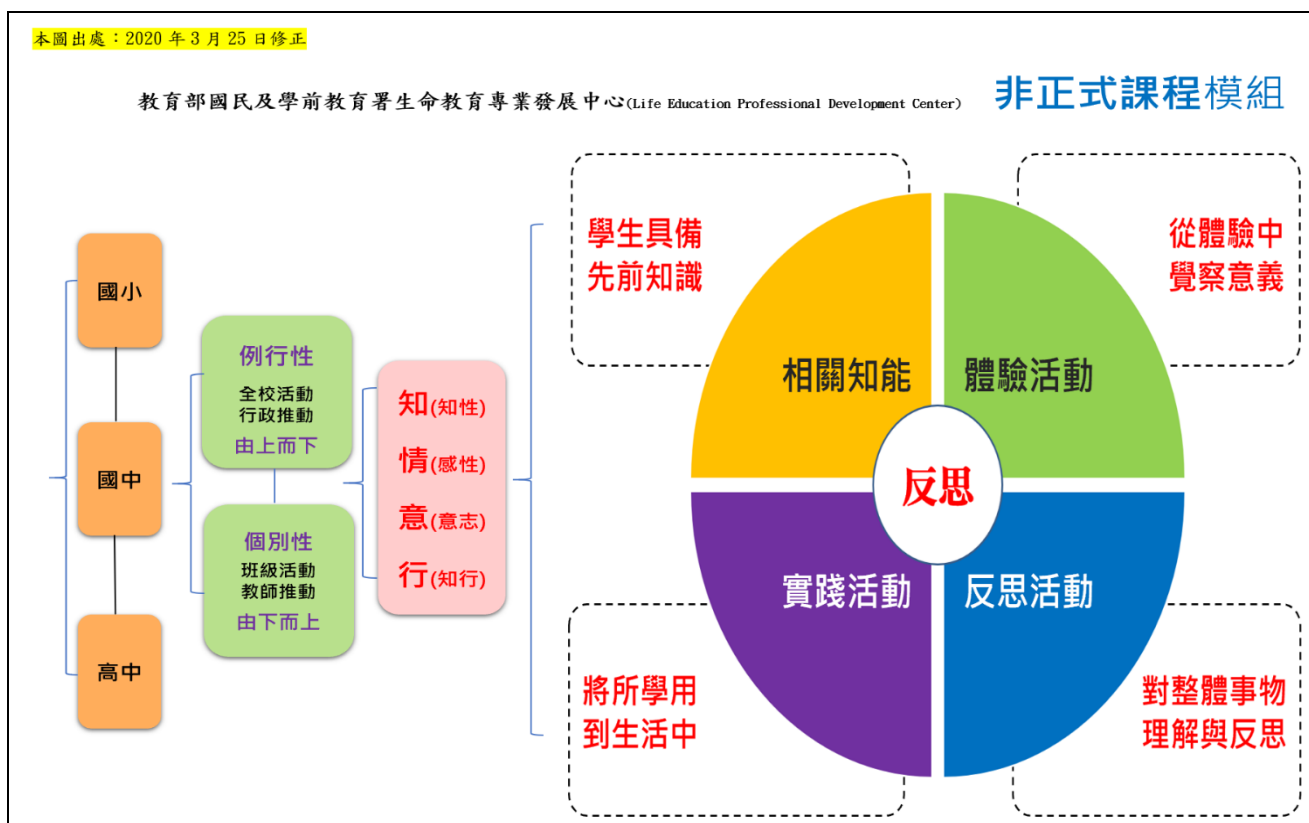 本圖出處：2020 年 3 月 25 日修正
教育部國民及學前教育署生命教育專業發展中心(Life Education Professional Development Center)
非正式課程模組
國小
國中
高中
例行性
全校活動
行政推動
由上而下
個別性
班級活動
教師推動
由下而上
知(知性)
情(感性)
意(意志)
行(知行)
學生具備
先前知識
從體驗中
覺察意義
相關知能
體驗活動
反思
實踐活動
反思活動
將所學用
到生活中
對整體事物
理解與反思